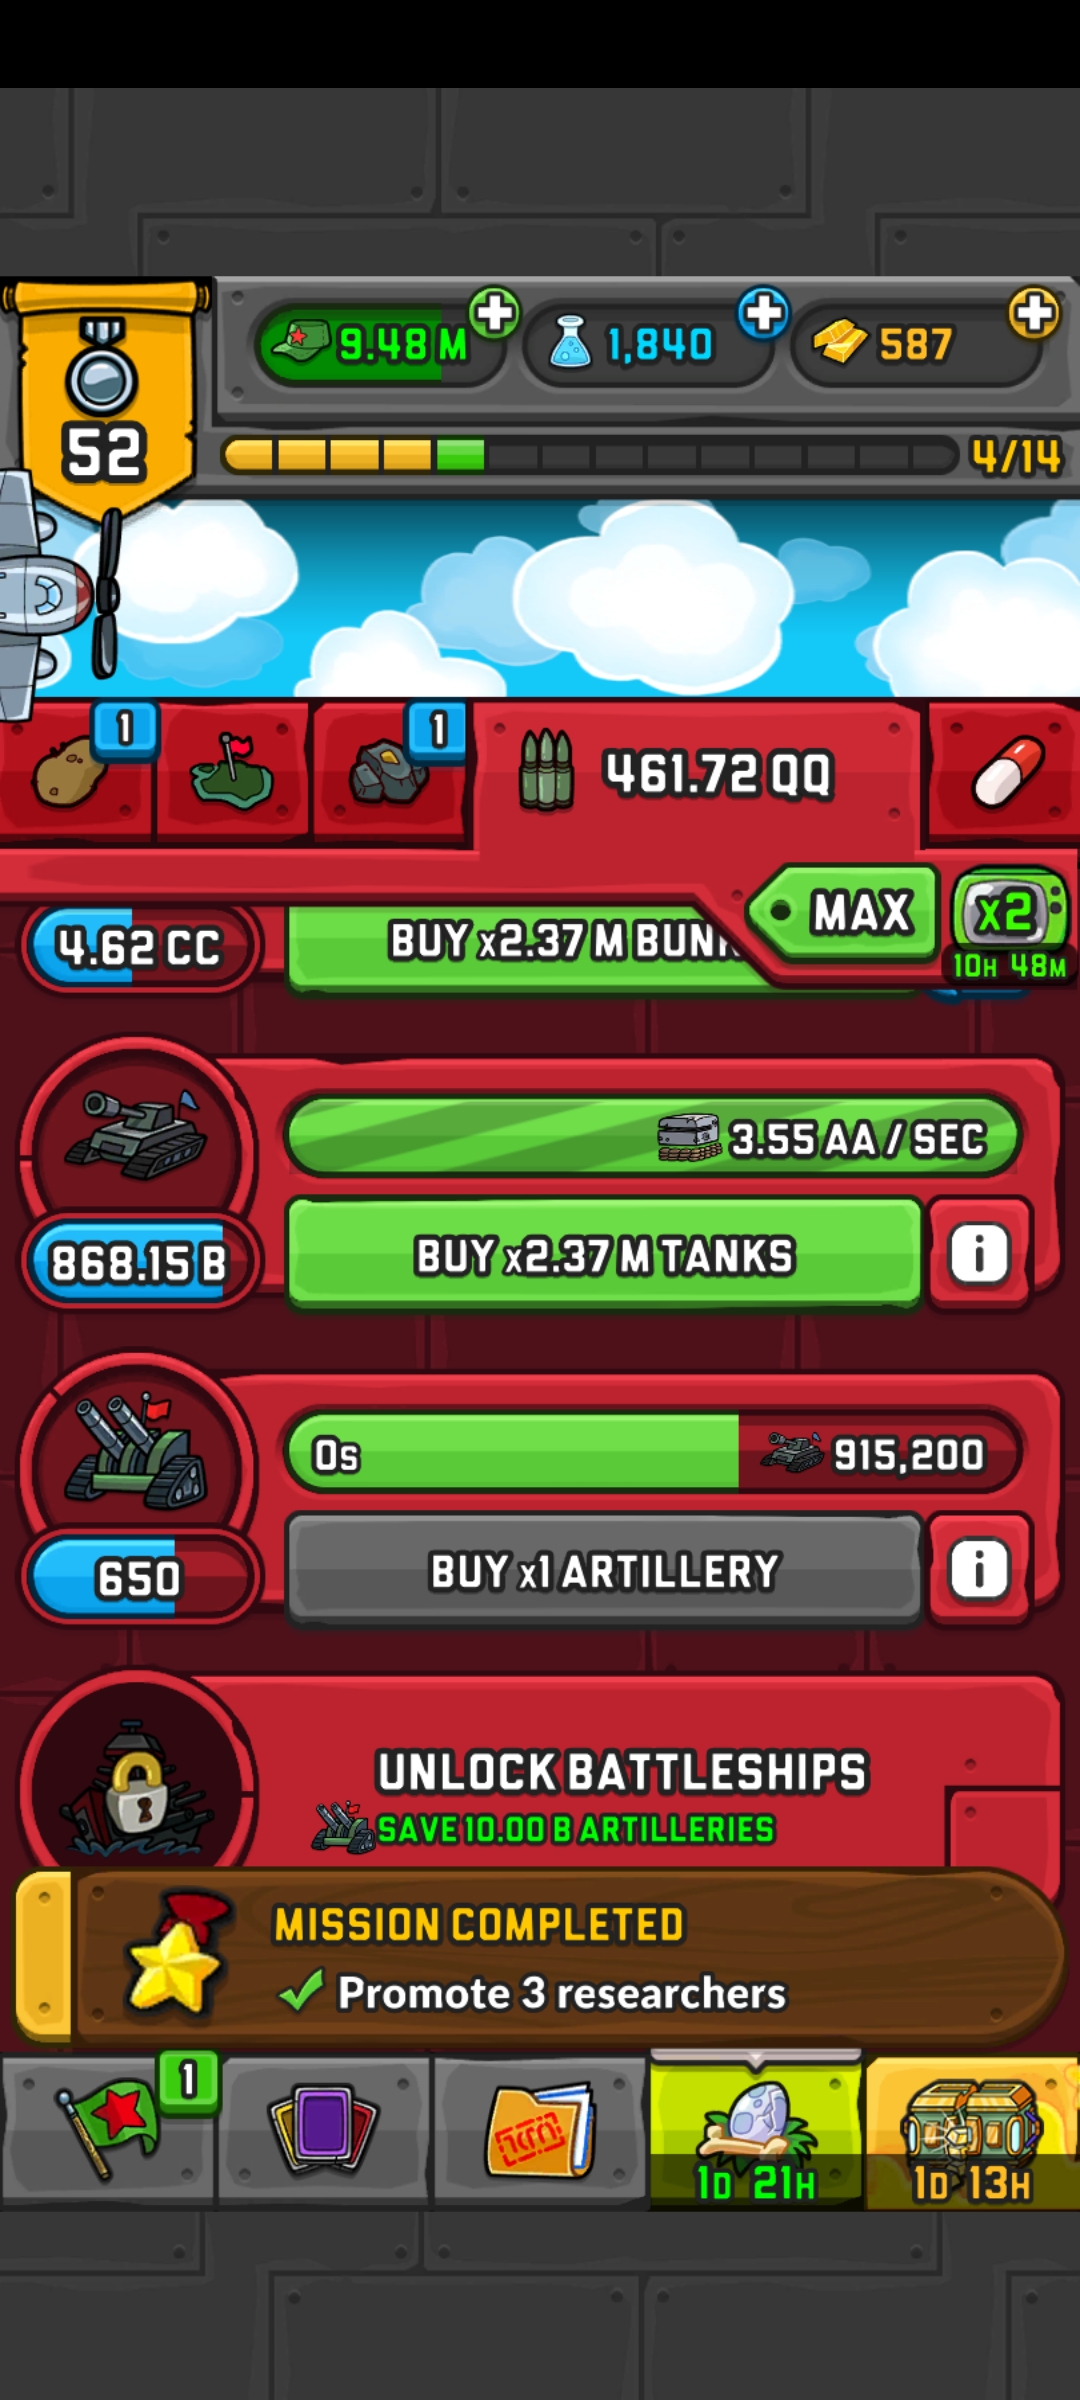 9.48 M
1,840
587
52
4/14
1
1
461.72 QQ
MAX
x2
10H 48M
4.62 CC
BUY x2.37 M BUN
3.55 AA / SEC
868.15 B
BUY x2.37 M TANKS
i
0s
915,200
650
BUY x1 ARTILLERY
i
UNLOCK BATTLESHIPS
SAVE 10.00 B ARTILLERIES
MISSION COMPLETED
Promote 3 researchers
1
1D 21H
1D 13H